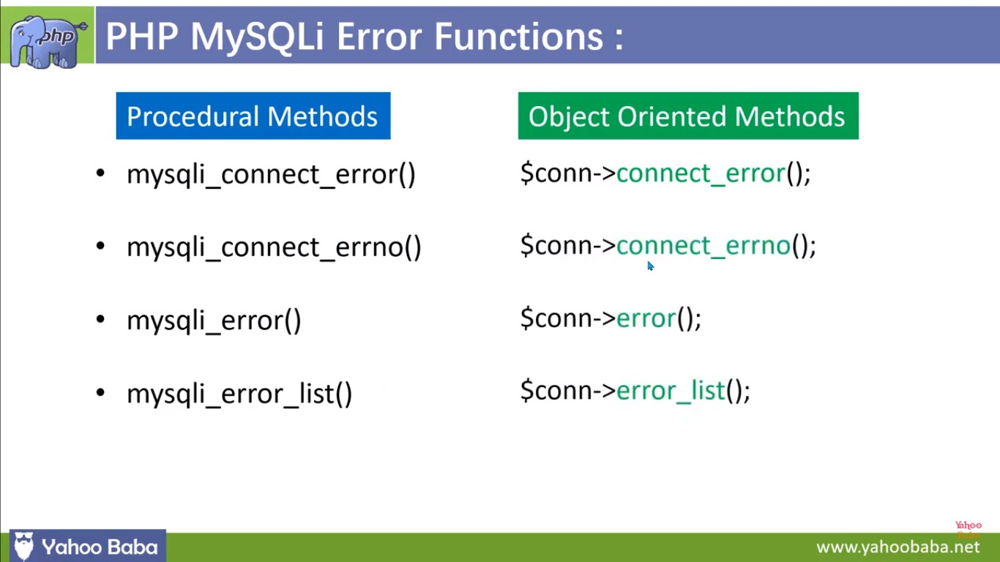 php
PHP MySQLi Error Functions :
Procedural Methods
Object Oriented Methods
• mysqli_connect_error()
$conn->connect_error();
• mysqli_connect_errno()
$conn->connect_errno();
• mysqli_error()
$conn->error();
• mysqli_error_list()
$conn->error_list();
Yahoo
Baba
Yahoo Baba
www.yahoobaba.net